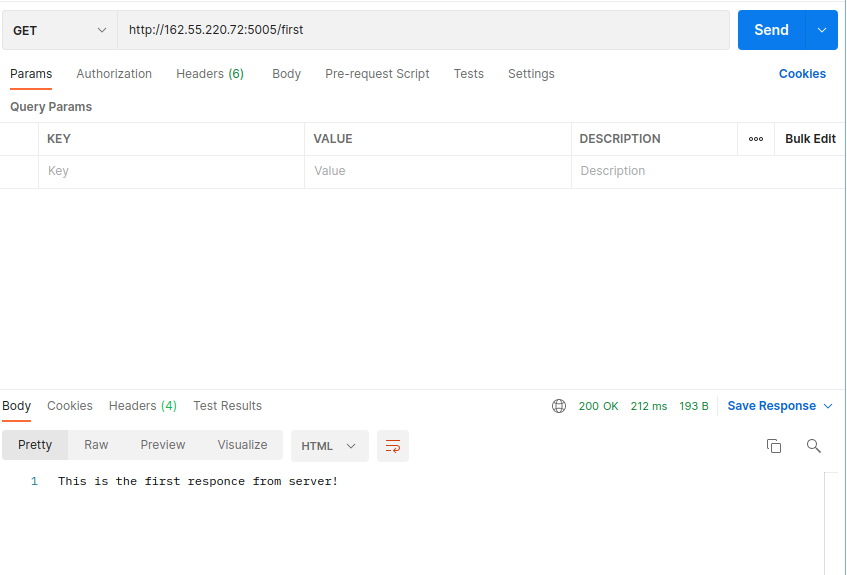 GET http://162.55.220.72:5005/first Send
Params Authorization Headers (6) Body Pre-request Script Tests Settings Cookies
Query Params
KEY VALUE DESCRIPTION ooo Bulk Edit
Key Value Description
Body Cookies Headers (4) Test Results 200 OK 212 ms 193 B Save Response
Pretty Raw Preview Visualize HTML
1 This is the first responce from server!